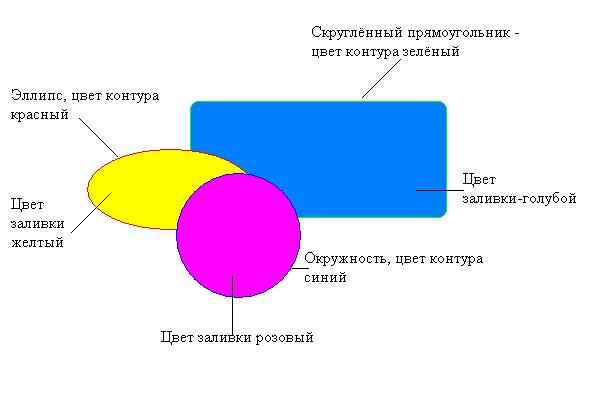 Скруглённый прямоугольник -
цвет контура зелёный
Эллипс, цвет контура
красный
Цвет
заливки-голубой
Цвет
заливки
желтый
Окружность, цвет контура
синий
Цвет заливки розовый